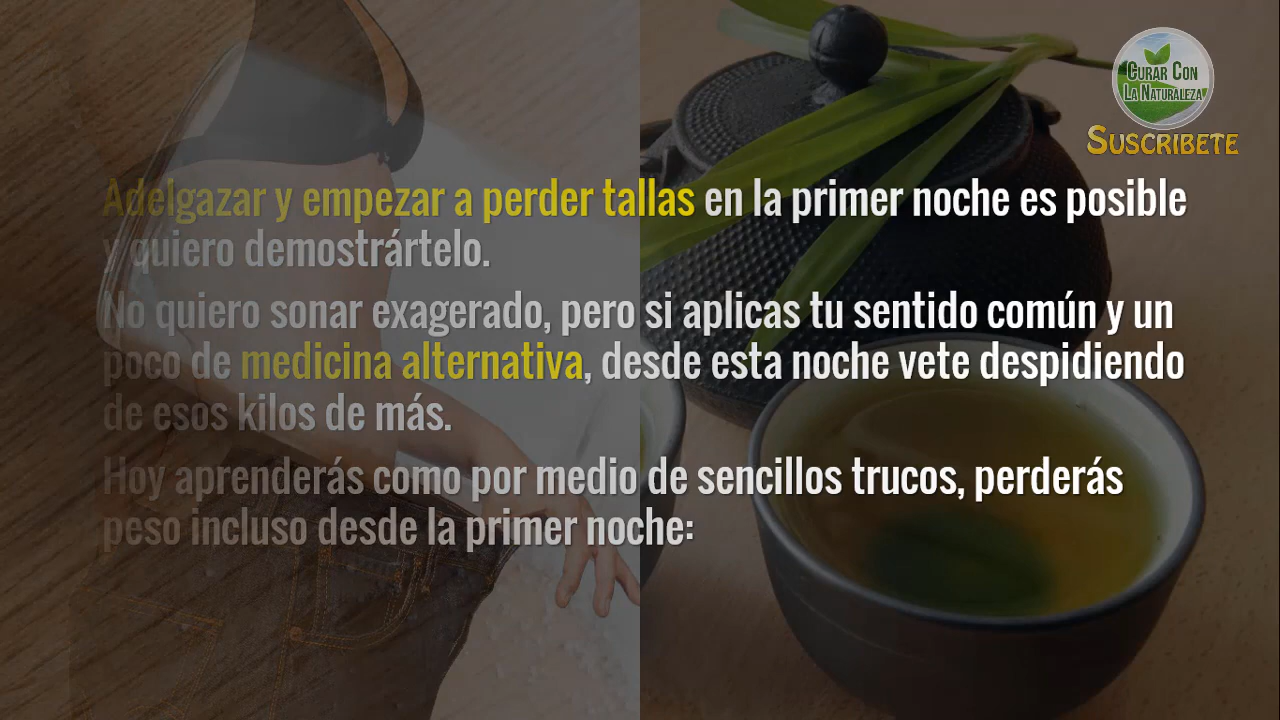 CURAR CON
LA NATURALEZA
SUSCRIBETE
Adelgazar y empezar a perder tallas en la primer noche es posible
y quiero demostrártelo.
No quiero sonar exagerado, pero si aplicas tu sentido común y un
poco de medicina alternativa, desde esta noche vete despidiendo
de esos kilos de más.
Hoy aprenderás como por medio de sencillos trucos, perderás
peso incluso desde la primer noche: